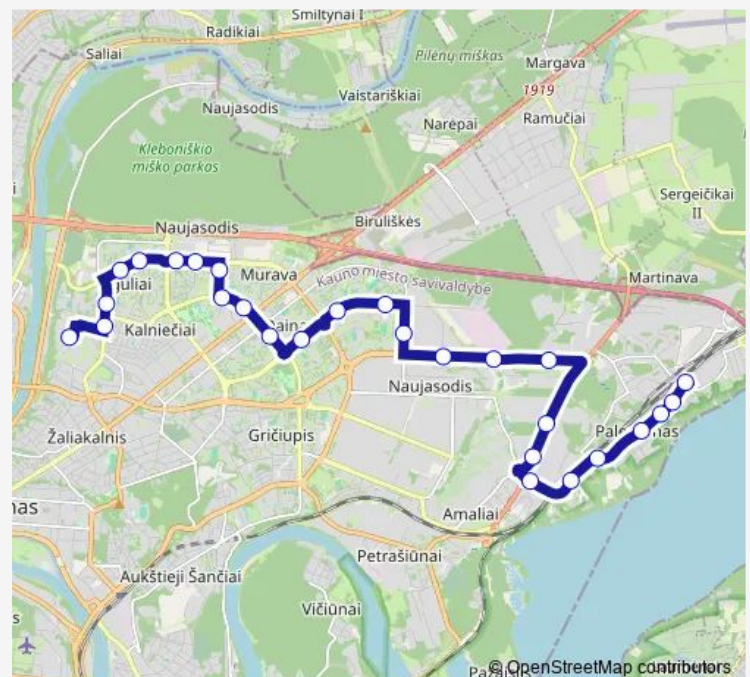 Smiltynai I
Radikiai
Saliai
Pilėnų miškas
Margava
1919
Vaistariškiai
Naujasodis
Narėpai
Ramučiai
Kleboniškio
miško parkas
Sergeičikai
II
Biruliškės
Naujasodis
Murava
Kauno miesto savivaldybė
Martinava
Kalniečiai
Naujasodis
Žaliakalnis
Gričiupis
Amaliai
Petrašiūnai
Aukštieji Šančiai
Vičiūnai
© OpenStreetMap contributors